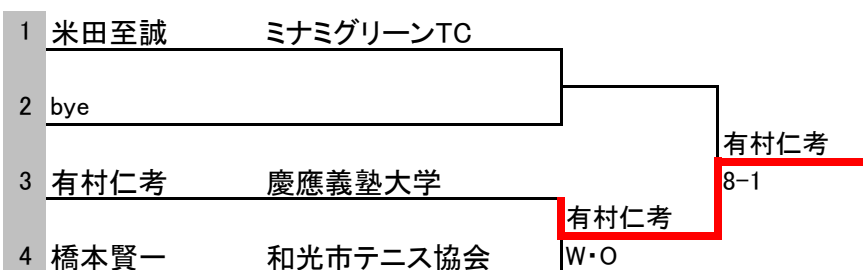 1 米田至誠 ミナミグリーンTC
2 bye
有村仁考
3 有村仁考 慶應義塾大学 8-1
有村仁考
4 橋本賢一 和光市テニス協会 W・O